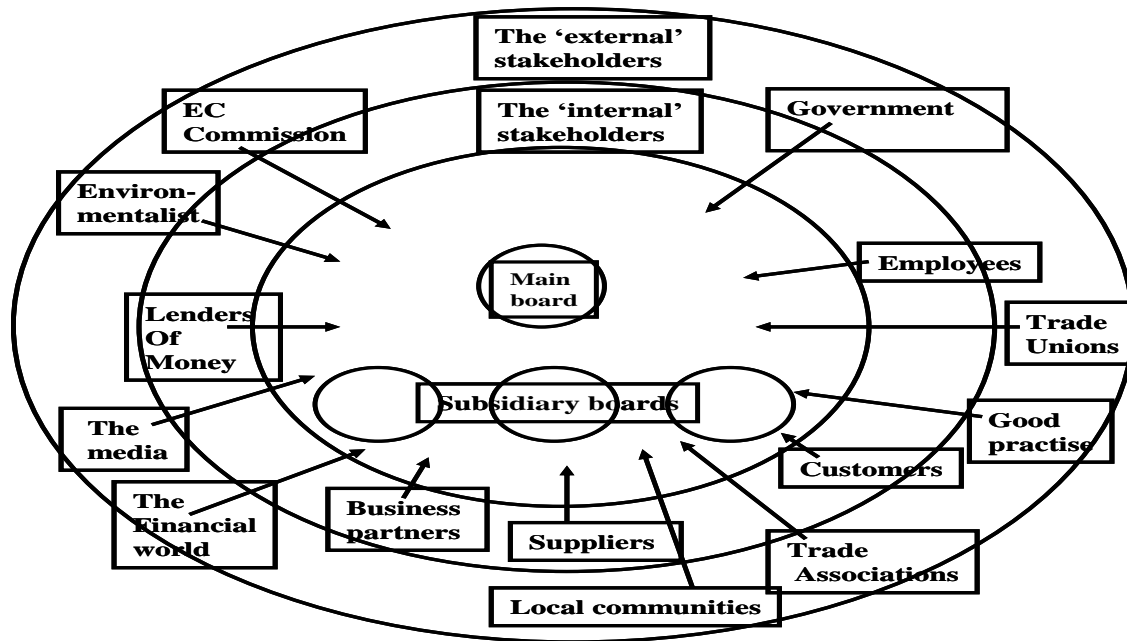 The ‘external’
stakeholders
EC
Commission
The ‘internal’
stakeholders
Government
Environ-
mentalist
Employees
Main
board
Lenders
Of
Money
Trade
Unions
Subsidiary boards
The
media
Good
practise
Customers
The
Financial
world
Business
partners
Suppliers
Trade
Associations
Local communities